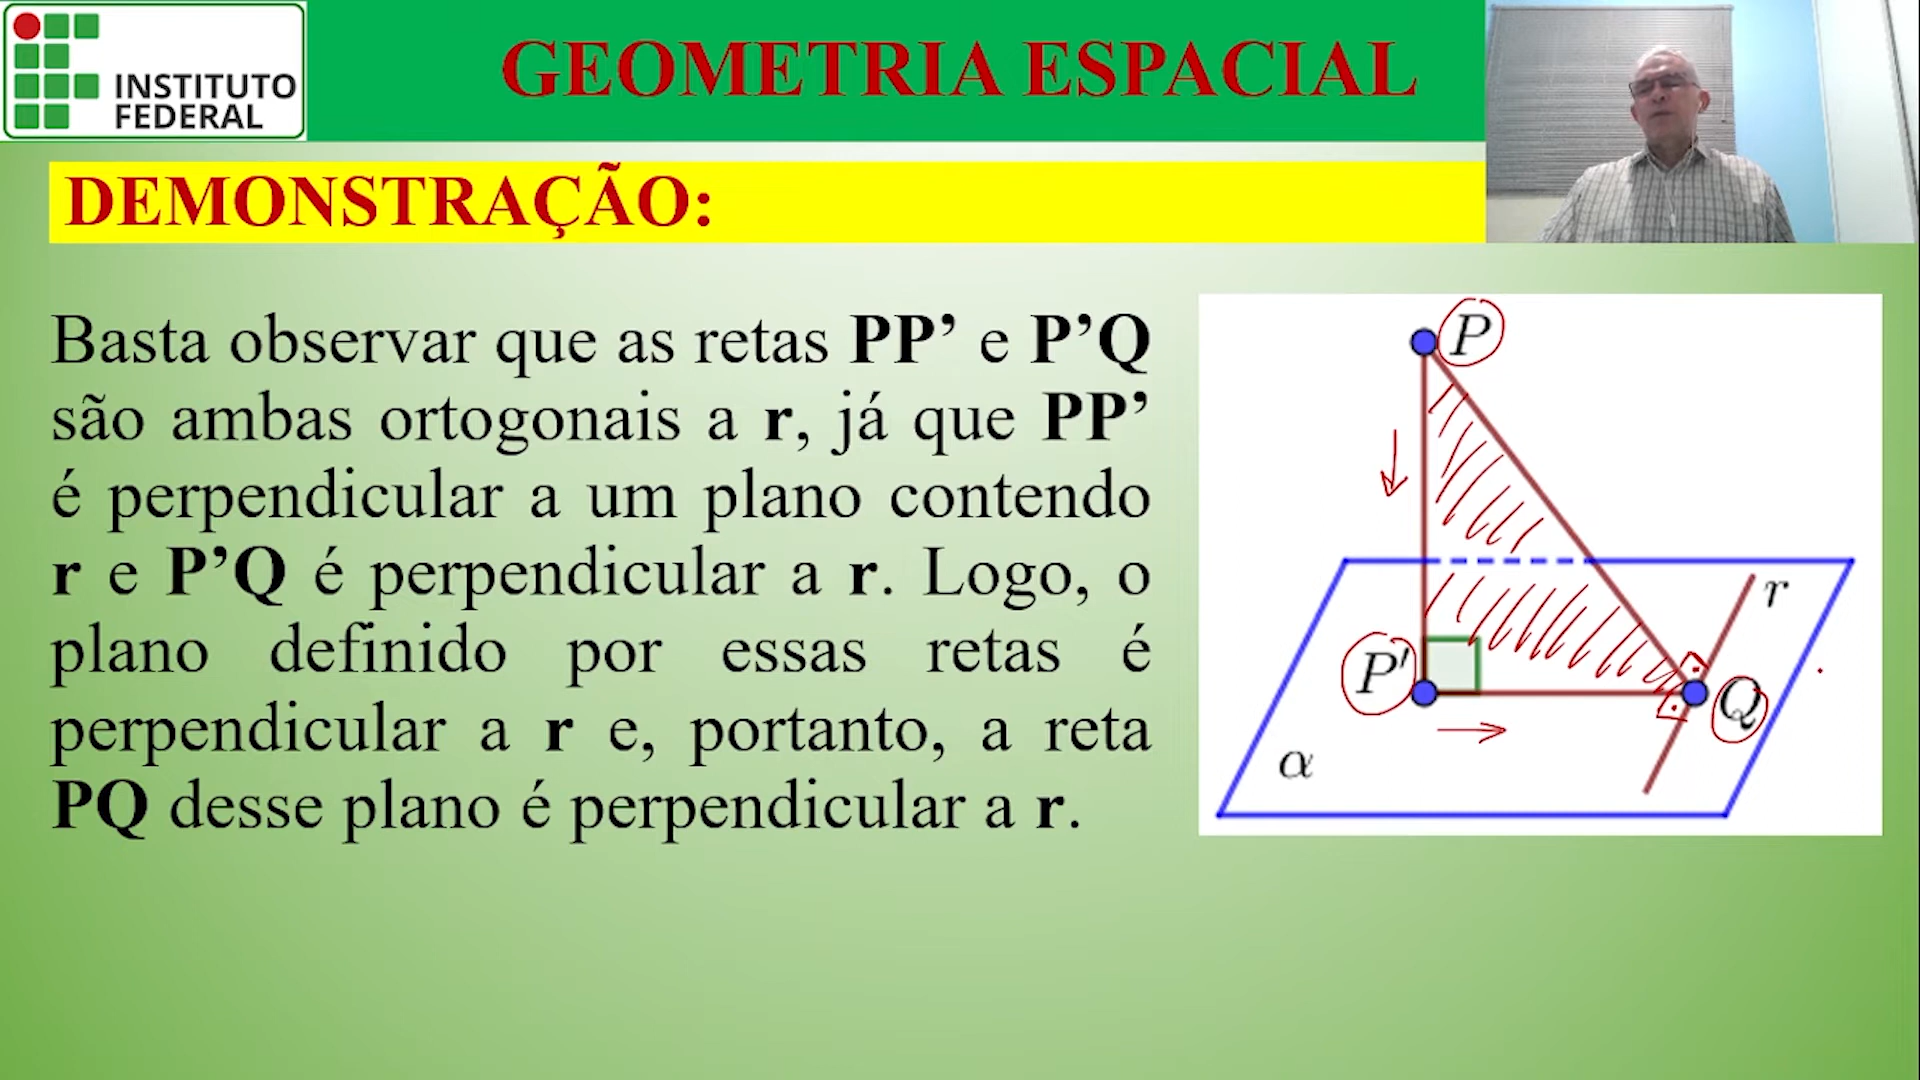 INSTITUTO
FEDERAL
GEOMETRIA ESPACIAL
DEMONSTRAÇÃO:
Basta observar que as retas PP’ e P’Q
são ambas ortogonais a r, já que PP’
é perpendicular a um plano contendo
r e P’Q é perpendicular a r. Logo, o
plano definido por essas retas é
perpendicular a r e, portanto, a reta
PQ desse plano é perpendicular a r.
P
r
P'
Q
α